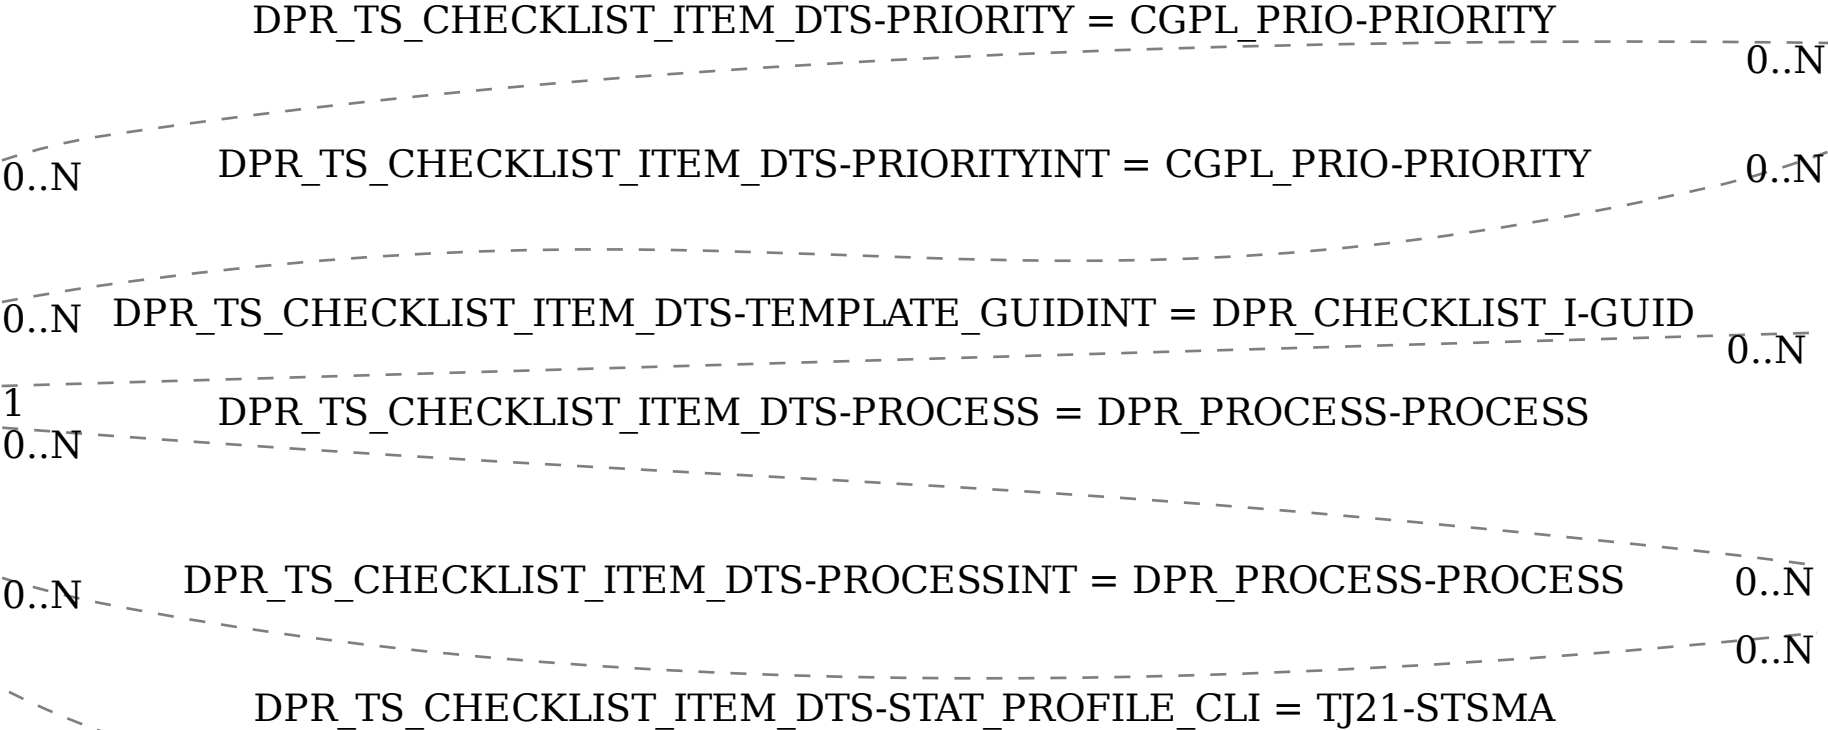 DPR_TS_CHECKLIST_ITEM_DTS-PRIORITY = CGPL_PRIO-PRIORITY
0..N
0..N
DPR_TS_CHECKLIST_ITEM_DTS-PRIORITYINT = CGPL_PRIO-PRIORITY
0..N
0..N
DPR_TS_CHECKLIST_ITEM_DTS-TEMPLATE_GUIDINT = DPR_CHECKLIST_I-GUID
0..N
1
DPR_TS_CHECKLIST_ITEM_DTS-PROCESS = DPR_PROCESS-PROCESS
0..N
0..N
DPR_TS_CHECKLIST_ITEM_DTS-PROCESSINT = DPR_PROCESS-PROCESS
0..N
0..N
DPR_TS_CHECKLIST_ITEM_DTS-STAT_PROFILE_CLI = TJ21-STSMA